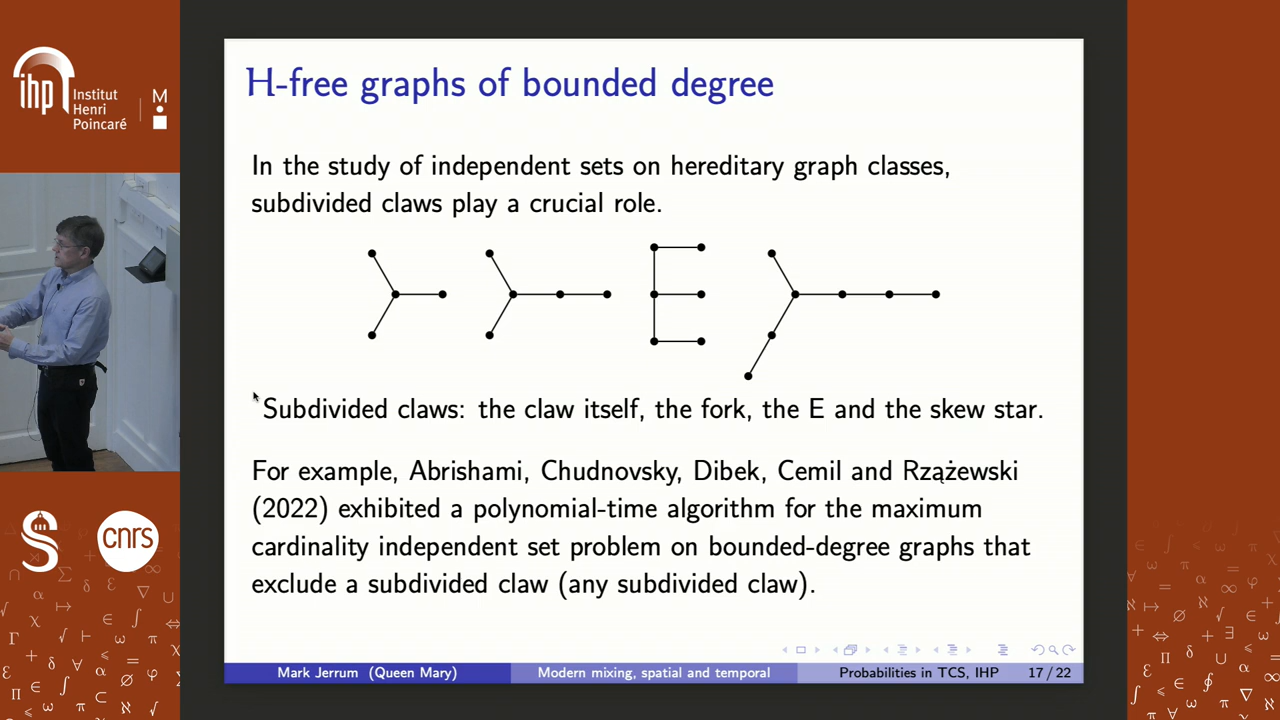 ihp
Institut
Henri
Poincaré
M
H-free graphs of bounded degree
In the study of independent sets on hereditary graph classes,
subdivided claws play a crucial role.
Subdivided claws: the claw itself, the fork, the E and the skew star.
For example, Abrishami, Chudnovsky, Dibek, Cemil and Rzążewski
(2022) exhibited a polynomial-time algorithm for the maximum
cardinality independent set problem on bounded-degree graphs that
exclude a subdivided claw (any subdivided claw).
Mark Jerrum (Queen Mary)
Modern mixing, spatial and temporal
Probabilities in TCS, IHP
17 / 22
S
cnrs